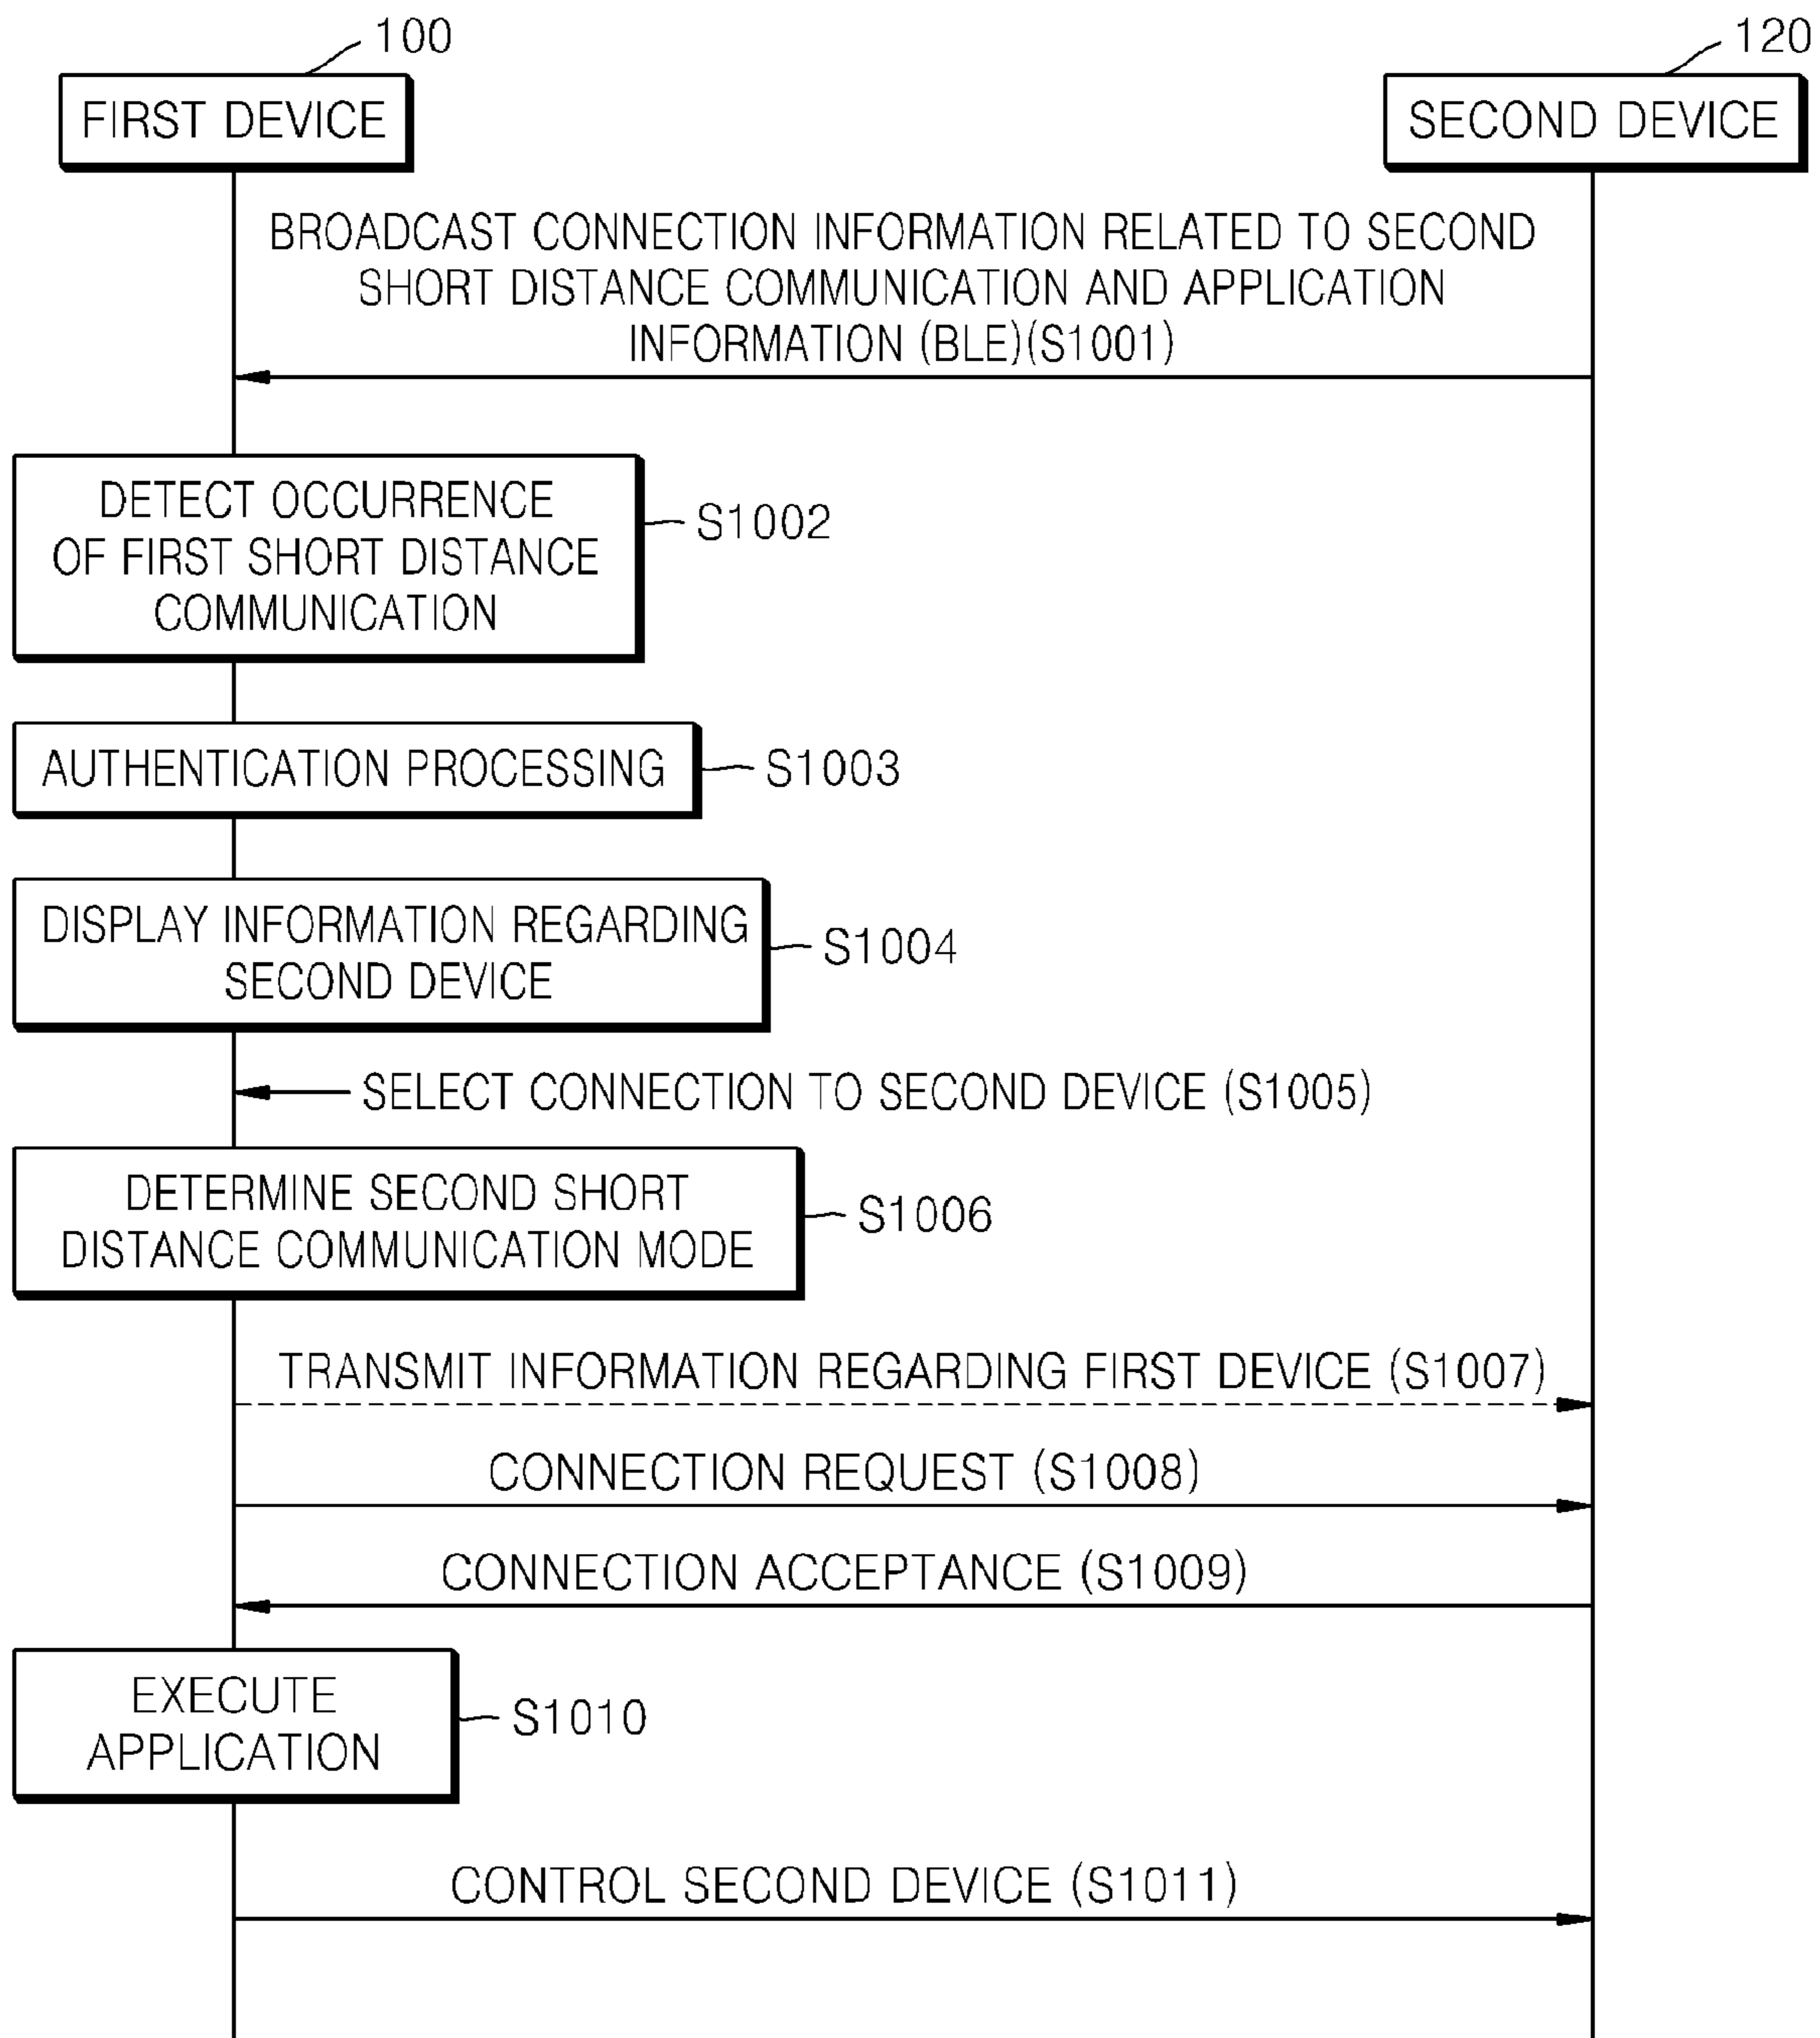 100
120
FIRST DEVICE
SECOND DEVICE
BROADCAST CONNECTION INFORMATION RELATED TO SECOND
SHORT DISTANCE COMMUNICATION AND APPLICATION
INFORMATION (BLE)(S1001)
DETECT OCCURRENCE
OF FIRST SHORT DISTANCE
COMMUNICATION
S1002
AUTHENTICATION PROCESSING
S1003
DISPLAY INFORMATION REGARDING
SECOND DEVICE
S1004
SELECT CONNECTION TO SECOND DEVICE (S1005)
DETERMINE SECOND SHORT
DISTANCE COMMUNICATION MODE
S1006
TRANSMIT INFORMATION REGARDING FIRST DEVICE (S1007)
CONNECTION REQUEST (S1008)
CONNECTION ACCEPTANCE (S1009)
EXECUTE
APPLICATION
S1010
CONTROL SECOND DEVICE (S1011)